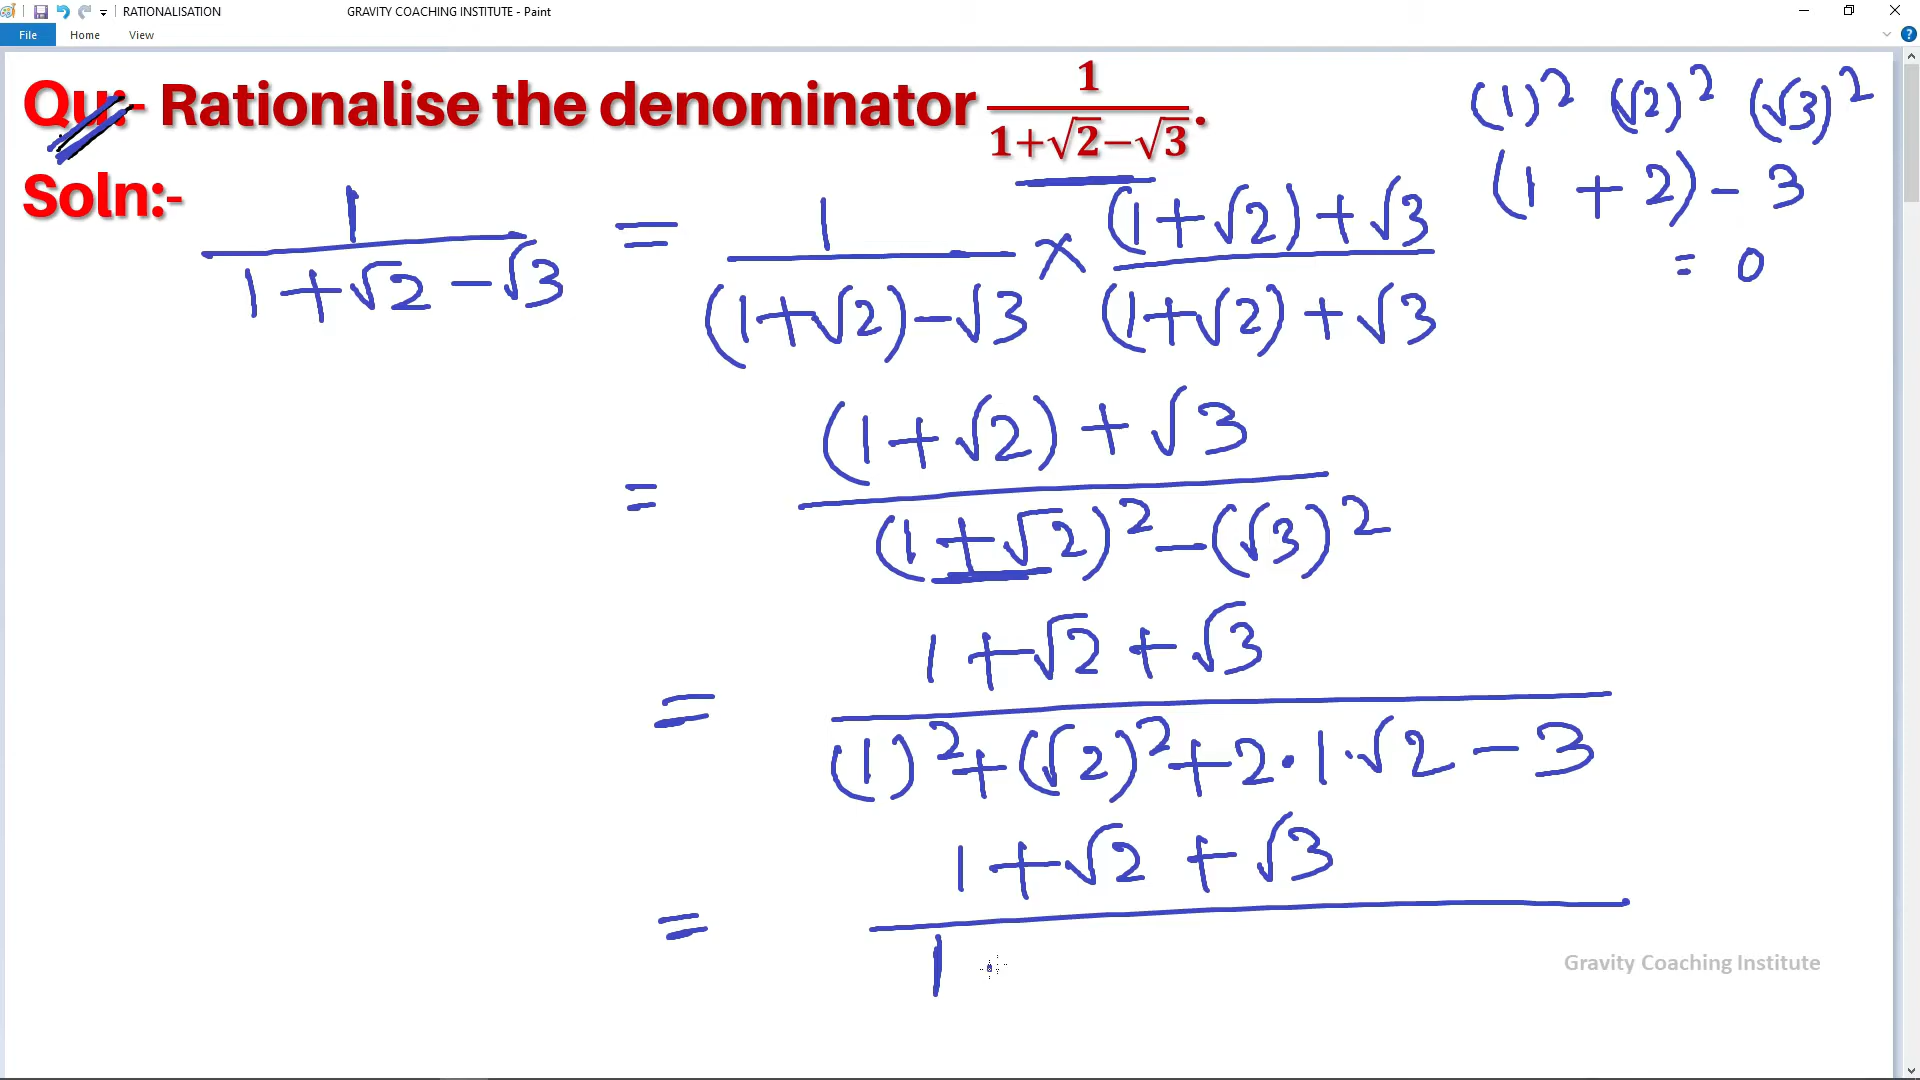 RATIONALISATION GRAVITY COACHING INSTITUTE - Paint
File Home View
Qu:- Rationalise the denominator 1/(1+√2−√3).
(1)² (√2)² (√3)²
(1 + 2) - 3
= 0
Soln:-
1/(1+√2-√3) = 1/((1+√2)-√3) × ((1+√2)+√3)/((1+√2)+√3)
= ((1+√2)+√3)/((1+√2)²-(√3)²)
= (1+√2+√3)/((1)²+(√2)²+2·1·√2-3)
= (1+√2+√3)/(1
Gravity Coaching Institute